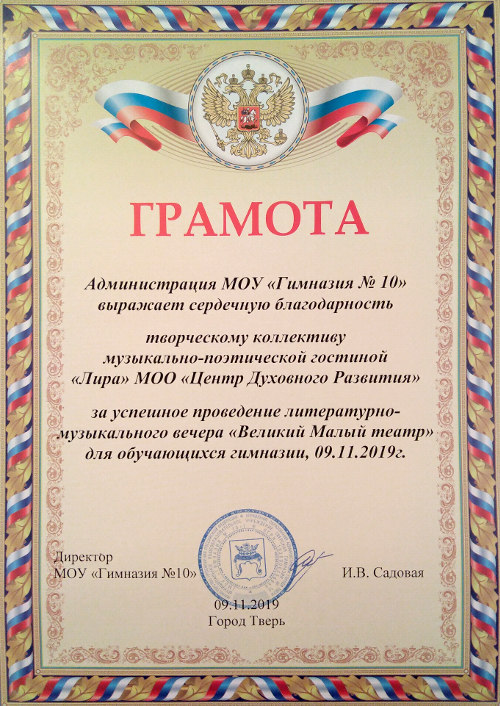 ГРАМОТА
Администрация МОУ «Гимназия № 10»
выражает сердечную благодарность
творческому коллективу
музыкально-поэтической гостиной
«Лира» МОО «Центр Духовного Развития»
за успешное проведение литературно-
музыкального вечера «Великий Малый театр»
для обучающихся гимназии, 09.11.2019г.
Директор
МОУ «Гимназия №10»
И.В. Садовая
09.11.2019
Город Тверь